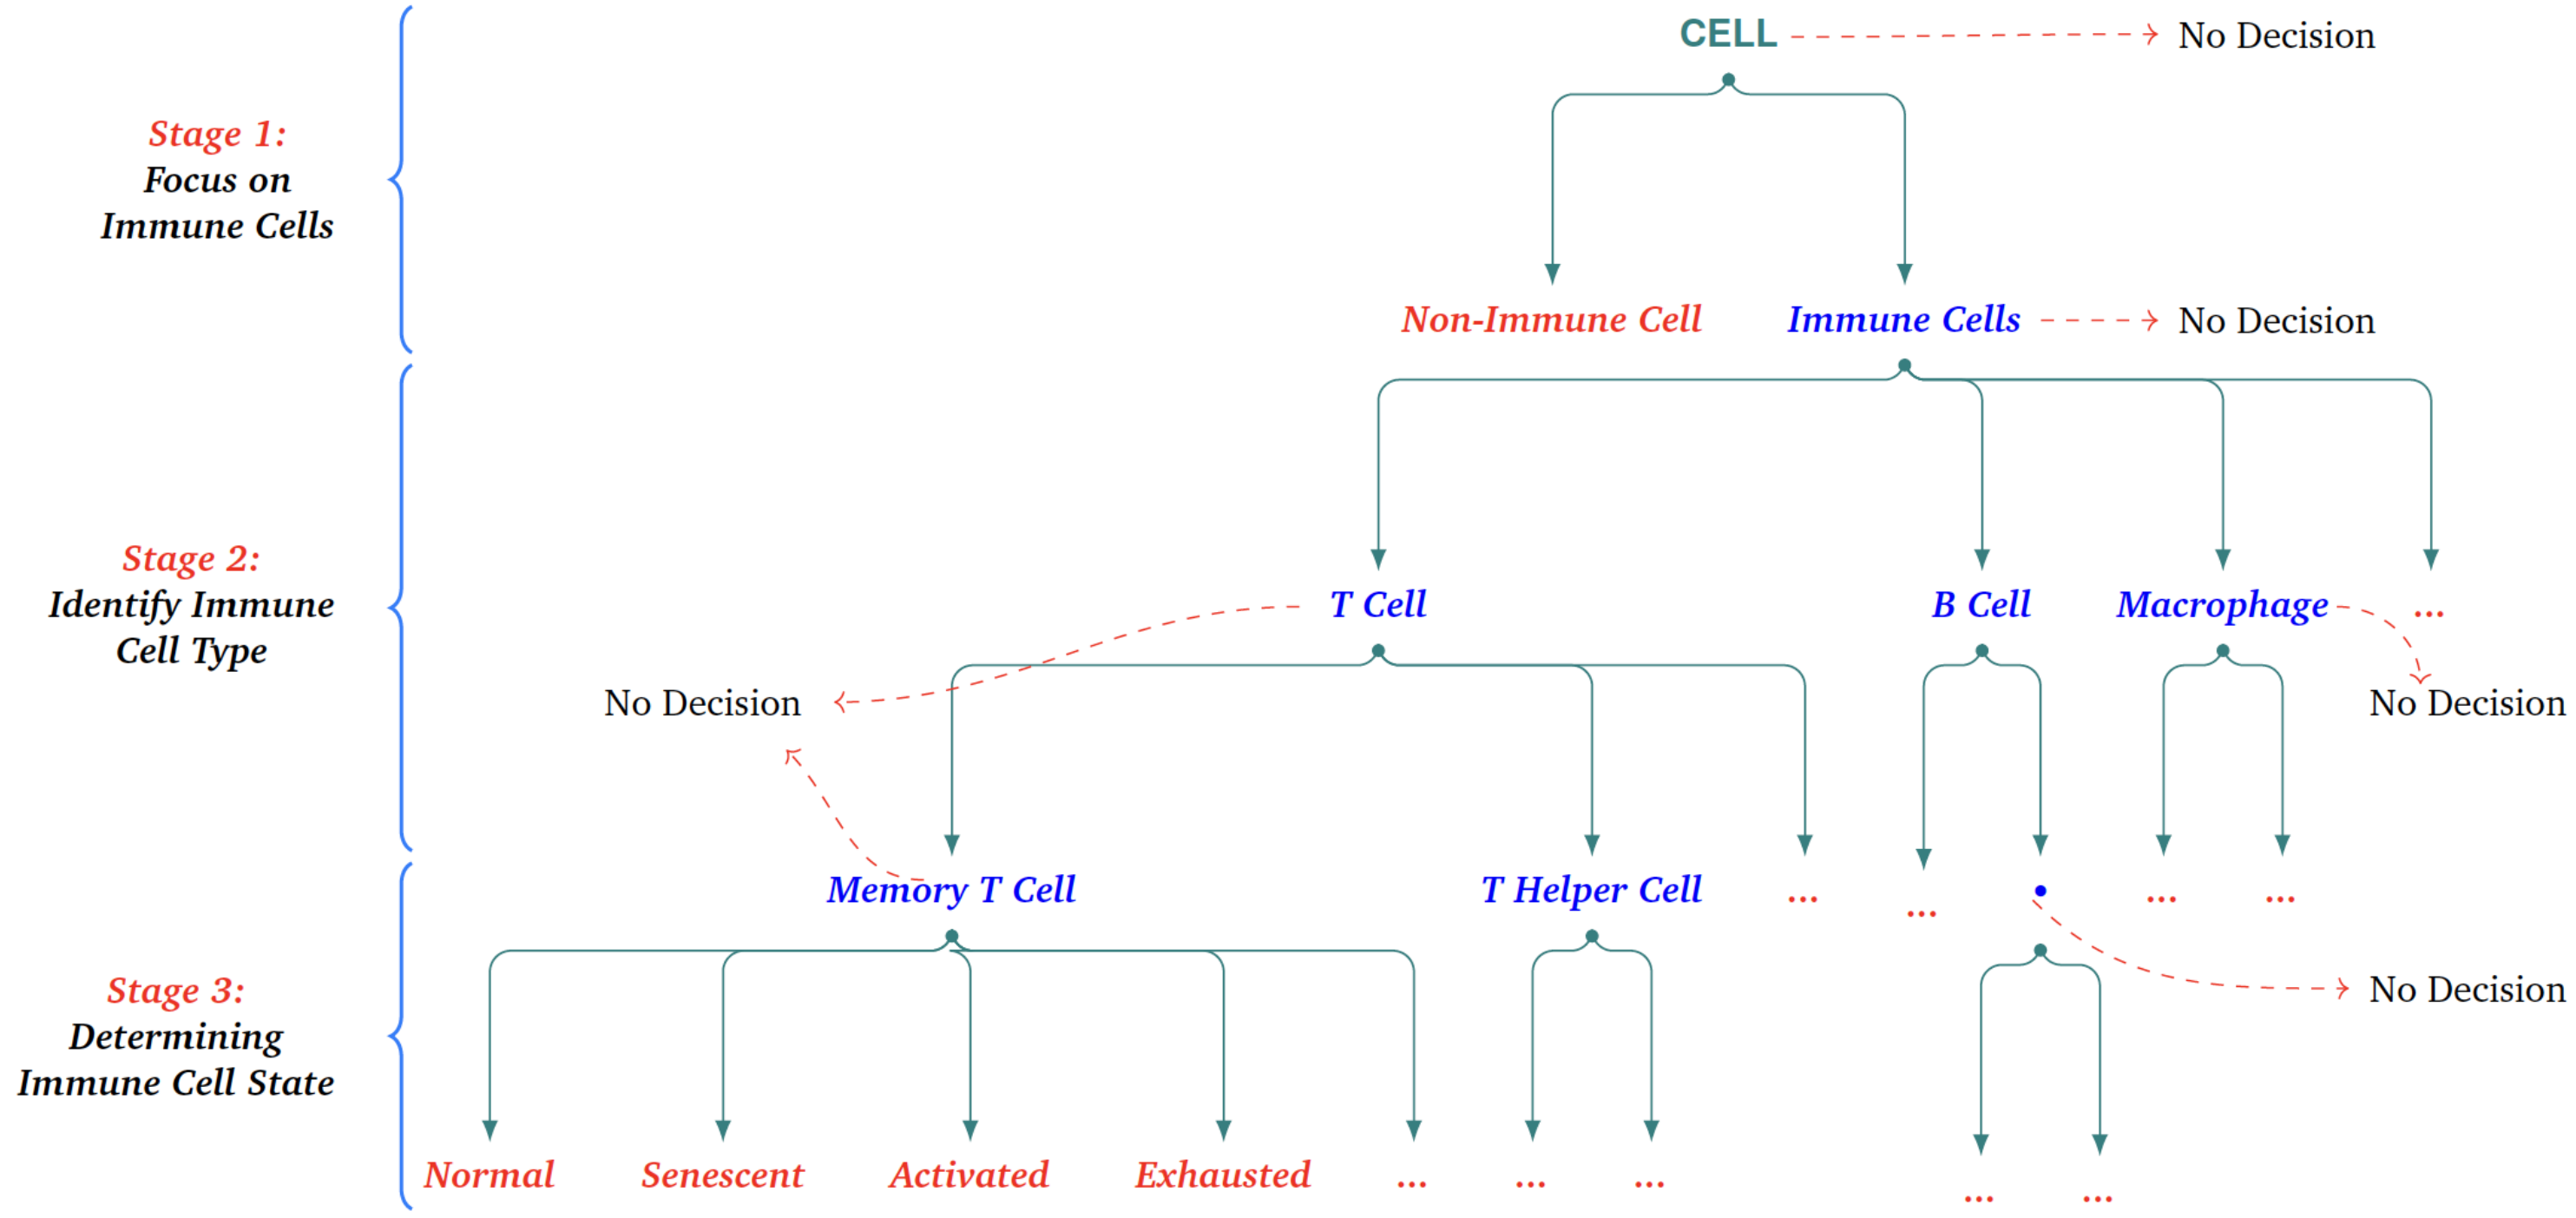 CELL
No Decision
Stage 1:
Focus on
Immune Cells
Non-Immune Cell
Immune Cells
No Decision
Stage 2:
Identify Immune
Cell Type
T Cell
B Cell
Macrophage
...
No Decision
No Decision
Memory T Cell
T Helper Cell
...
...
•
...
...
No Decision
Stage 3:
Determining
Immune Cell State
Normal
Senescent
Activated
Exhausted
...
...
...
...
...